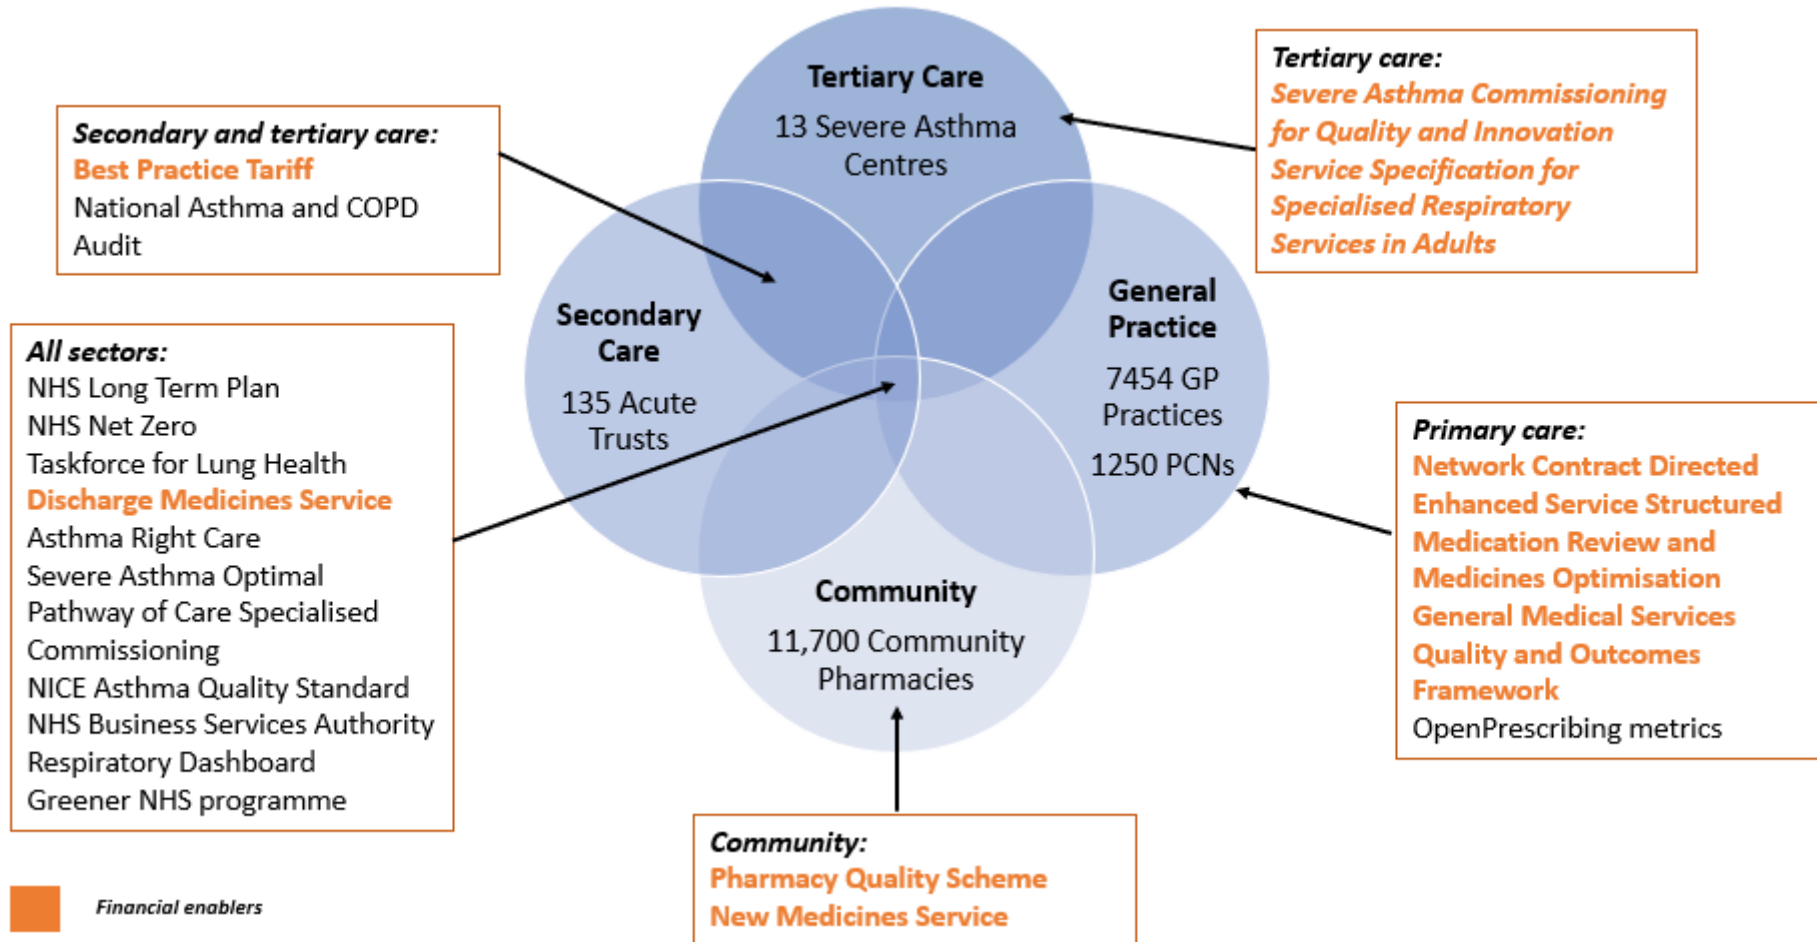 Tertiary Care
13 Severe Asthma
Centres
Tertiary care:
Severe Asthma Commissioning
for Quality and Innovation
Service Specification for
Specialised Respiratory
Services in Adults
Secondary and tertiary care:
Best Practice Tariff
National Asthma and COPD
Audit
Secondary
Care
135 Acute
Trusts
General
Practice
7454 GP
Practices
1250 PCNs
All sectors:
NHS Long Term Plan
NHS Net Zero
Taskforce for Lung Health
Discharge Medicines Service
Asthma Right Care
Severe Asthma Optimal
Pathway of Care Specialised
Commissioning
NICE Asthma Quality Standard
NHS Business Services Authority
Respiratory Dashboard
Greener NHS programme
Primary care:
Network Contract Directed
Enhanced Service Structured
Medication Review and
Medicines Optimisation
General Medical Services
Quality and Outcomes
Framework
OpenPrescribing metrics
Community
11,700 Community
Pharmacies
Community:
Pharmacy Quality Scheme
New Medicines Service
Financial enablers